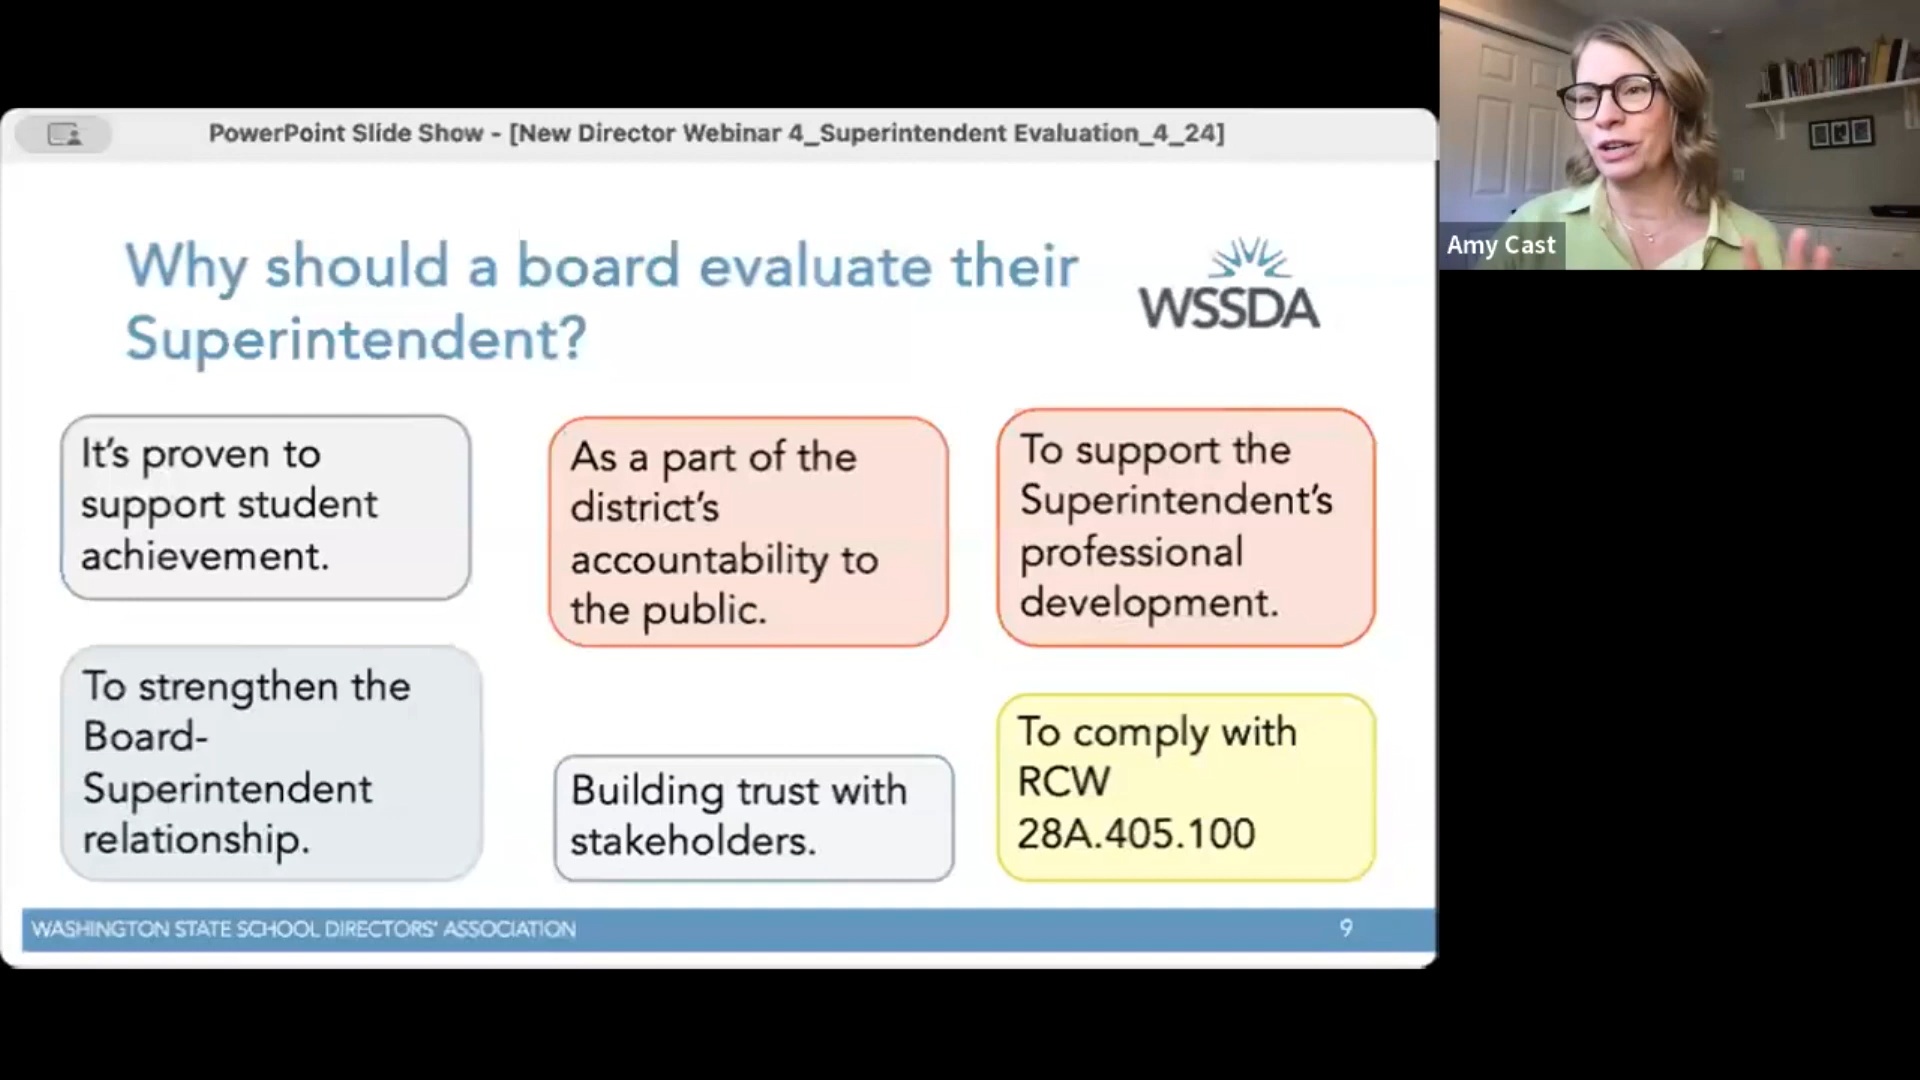 PowerPoint Slide Show - [New Director Webinar 4_Superintendent Evaluation_4_24]
Amy Cast
Why should a board evaluate their
Superintendent?
WSSDA
It's proven to
support student
achievement.
As a part of the
district's
accountability to
the public.
To support the
Superintendent's
professional
development.
To strengthen the
Board-
Superintendent
relationship.
Building trust with
stakeholders.
To comply with
RCW
28A.405.100
WASHINGTON STATE SCHOOL DIRECTORS' ASSOCIATION
9